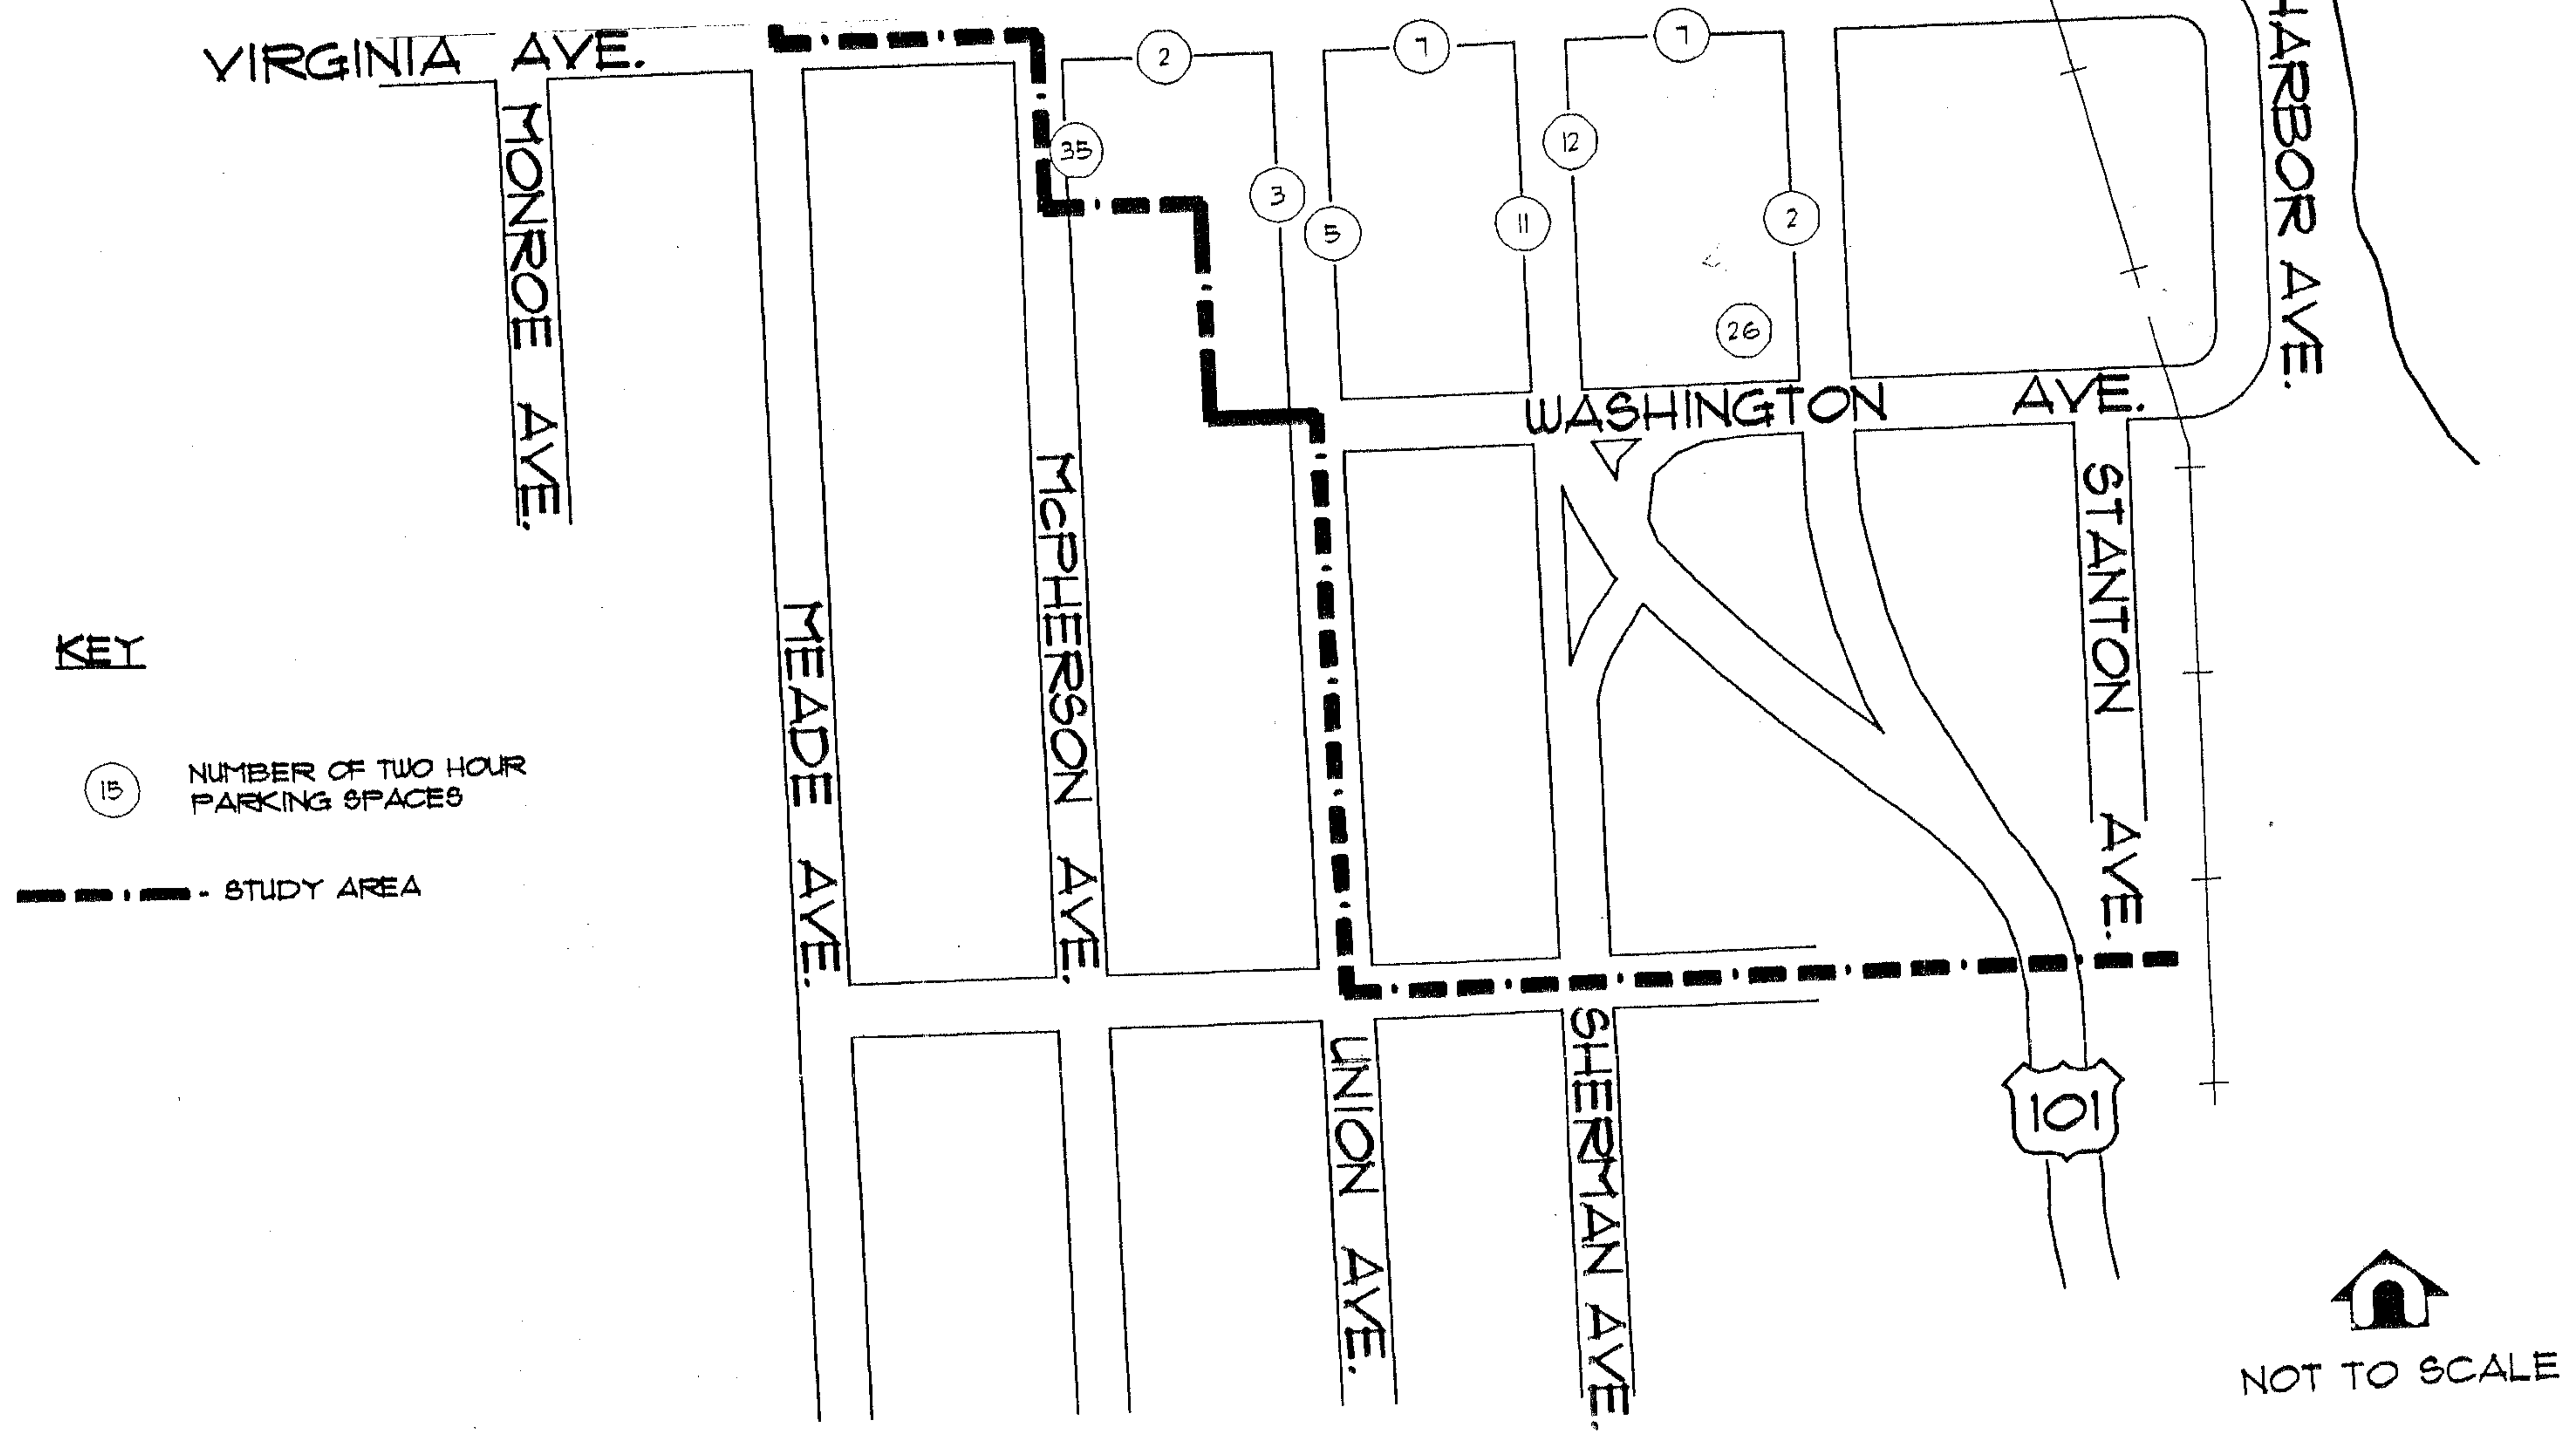 VIRGINIA AVE.
2
7
7
HARBOR AVE.
MONROE AVE.
35
3
5
11
12
2
26
WASHINGTON AVE.
McPHERSON AVE.
STANTON AVE.
MEADE AVE.
KEY
15 NUMBER OF TWO HOUR
PARKING SPACES
- STUDY AREA
UNION AVE.
SHERMAN AVE.
101
NOT TO SCALE